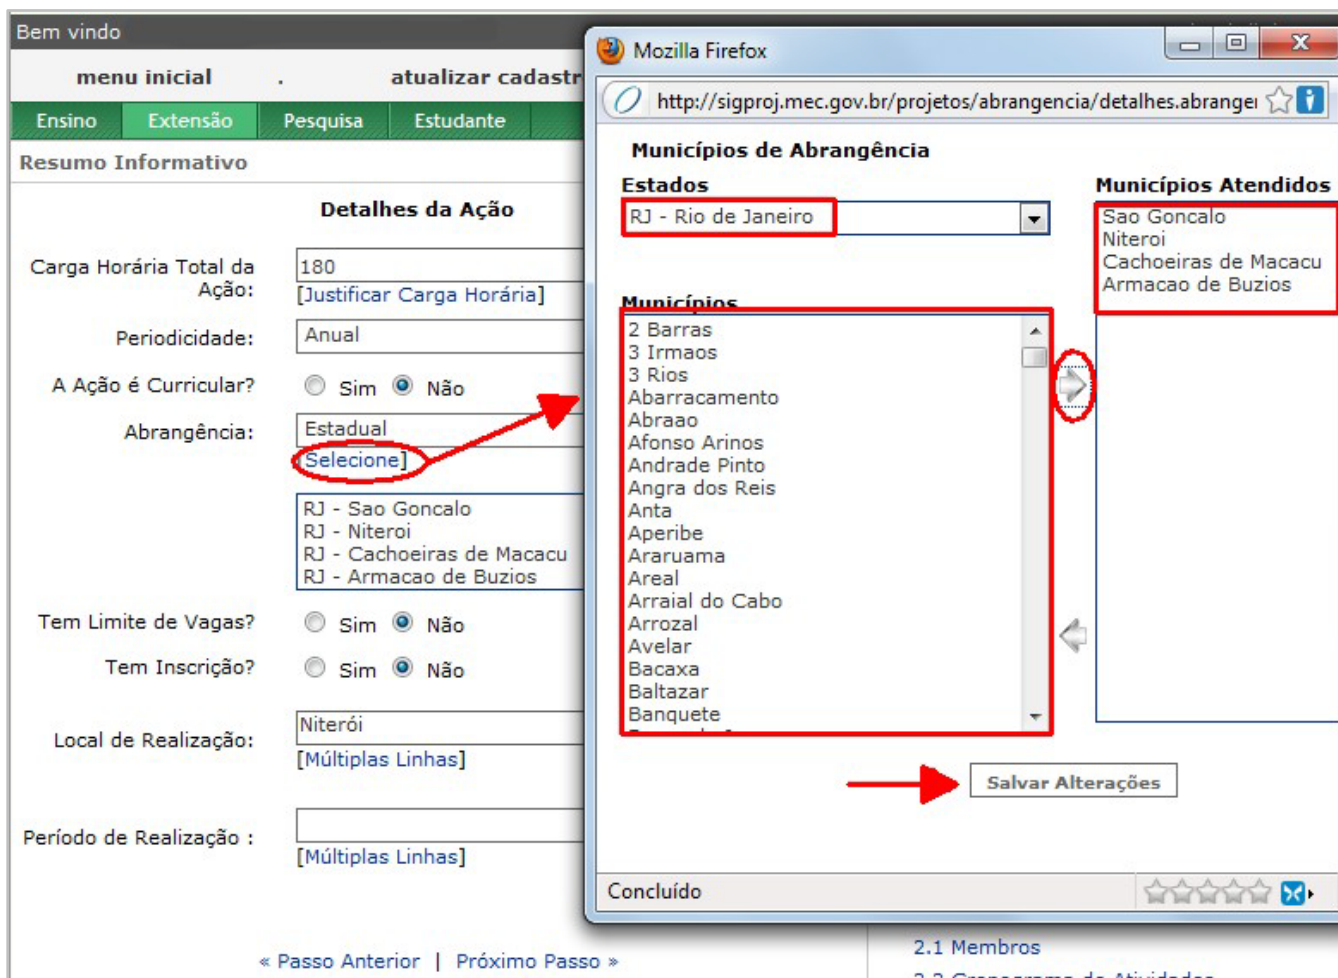 Bem vindo
menu inicial . atualizar cadastr
Ensino Extensão Pesquisa Estudante
Resumo Informativo
Detalhes da Ação
Carga Horária Total da Ação:
180
[Justificar Carga Horária]
Periodicidade: Anual
A Ação é Curricular? Sim Não
Abrangência: Estadual
[Selecione]
RJ - Sao Goncalo
RJ - Niteroi
RJ - Cachoeiras de Macacu
RJ - Armacao de Buzios
Tem Limite de Vagas? Sim Não
Tem Inscrição? Sim Não
Local de Realização: Niterói
[Múltiplas Linhas]
Período de Realização :
[Múltiplas Linhas]
« Passo Anterior | Próximo Passo »
Mozilla Firefox
http://sigproj.mec.gov.br/projetos/abrangencia/detalhes.abranger
Municípios de Abrangência
Estados
RJ - Rio de Janeiro
Municípios
2 Barras
3 Irmaos
3 Rios
Abarracamento
Abraao
Afonso Arinos
Andrade Pinto
Angra dos Reis
Anta
Aperibe
Araruama
Areal
Arraial do Cabo
Arrozal
Avelar
Bacaxa
Baltazar
Banquete
Municípios Atendidos
Sao Goncalo
Niteroi
Cachoeiras de Macacu
Armacao de Buzios
Salvar Alterações
Concluído
2.1 Membros
2.2 Cronograma de Atividades